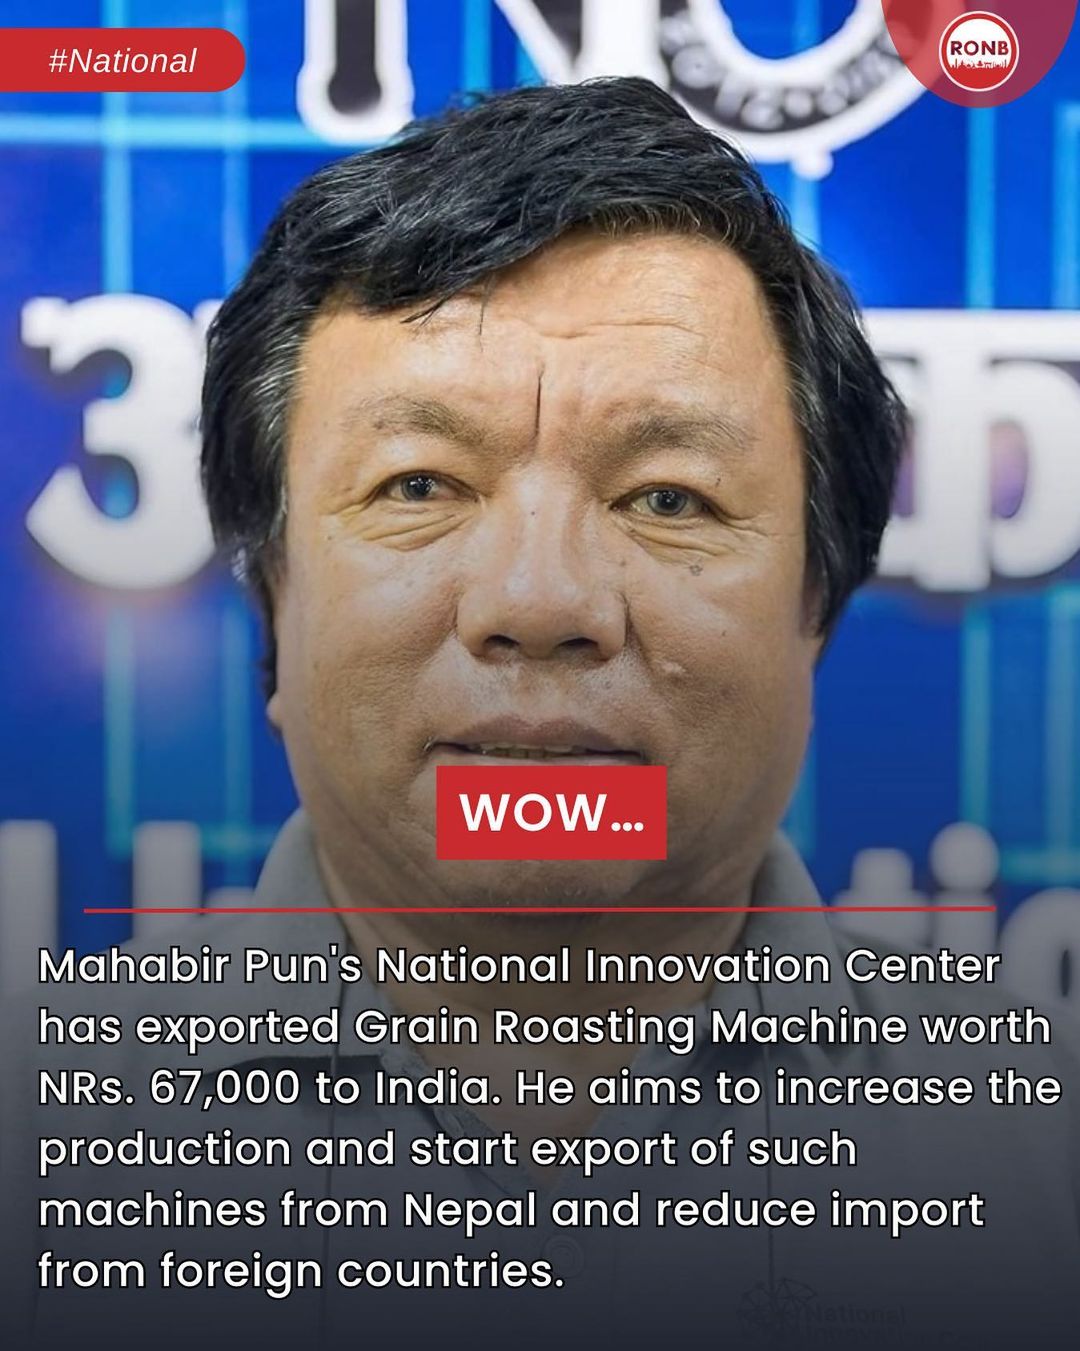 #National
RONB
WOW...
Mahabir Pun's National Innovation Center
has exported Grain Roasting Machine worth
NRs. 67,000 to India. He aims to increase the
production and start export of such
machines from Nepal and reduce import
from foreign countries.
National